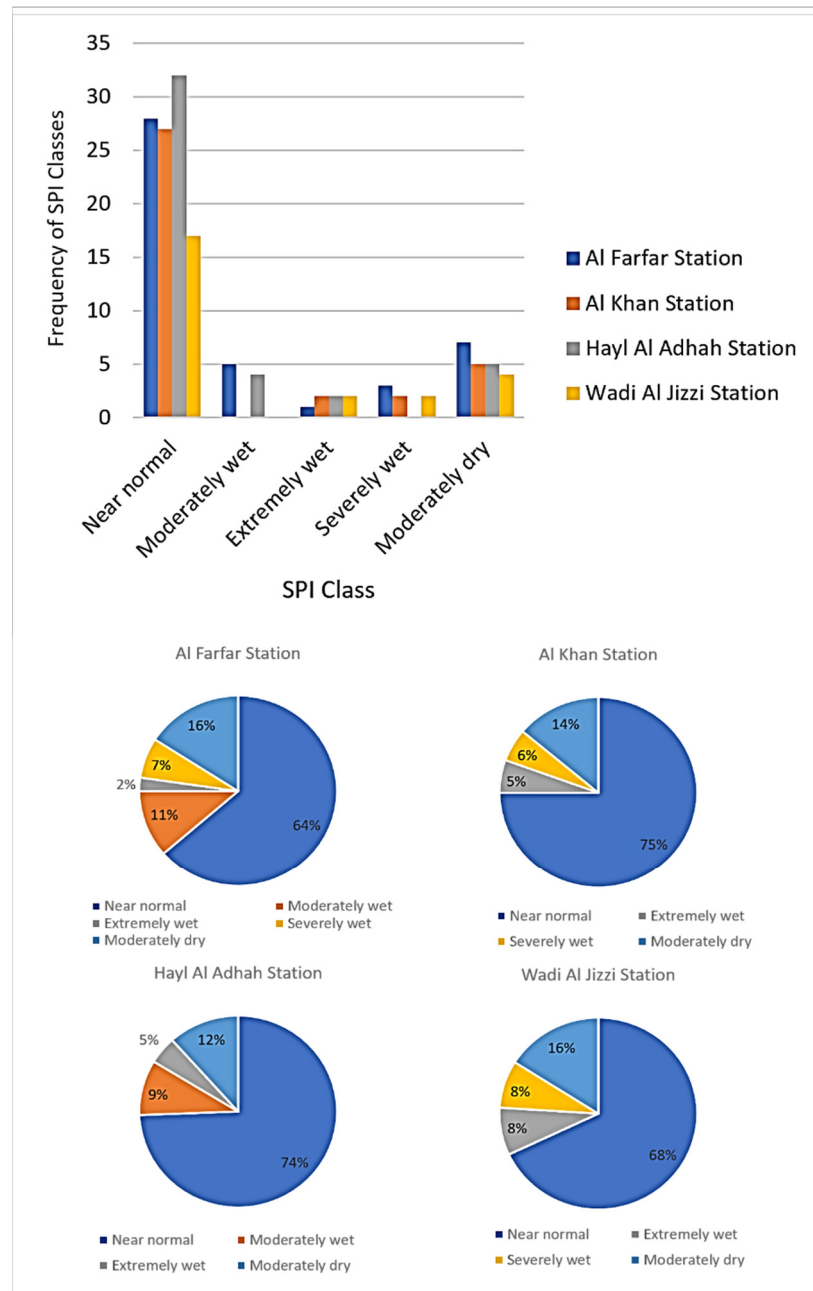 35
30
25
20
15
10
5
0
Frequency of SPI Classes
Near normal
Moderately wet
Extremely wet
Severely wet
Moderately dry
SPI Class
Al Farfar Station
Al Khan Station
Hayl Al Adhah Station
Wadi Al Jizzi Station
Al Farfar Station
16%
7%
2%
11%
64%
Near normal Moderately wet
Extremely wet Severely wet
Moderately dry
Al Khan Station
14%
6%
5%
75%
Near normal Extremely wet
Severely wet Moderately dry
Hayl Al Adhah Station
12%
5%
9%
74%
Near normal Moderately wet
Extremely wet Moderately dry
Wadi Al Jizzi Station
16%
8%
8%
68%
Near normal Extremely wet
Severely wet Moderately dry